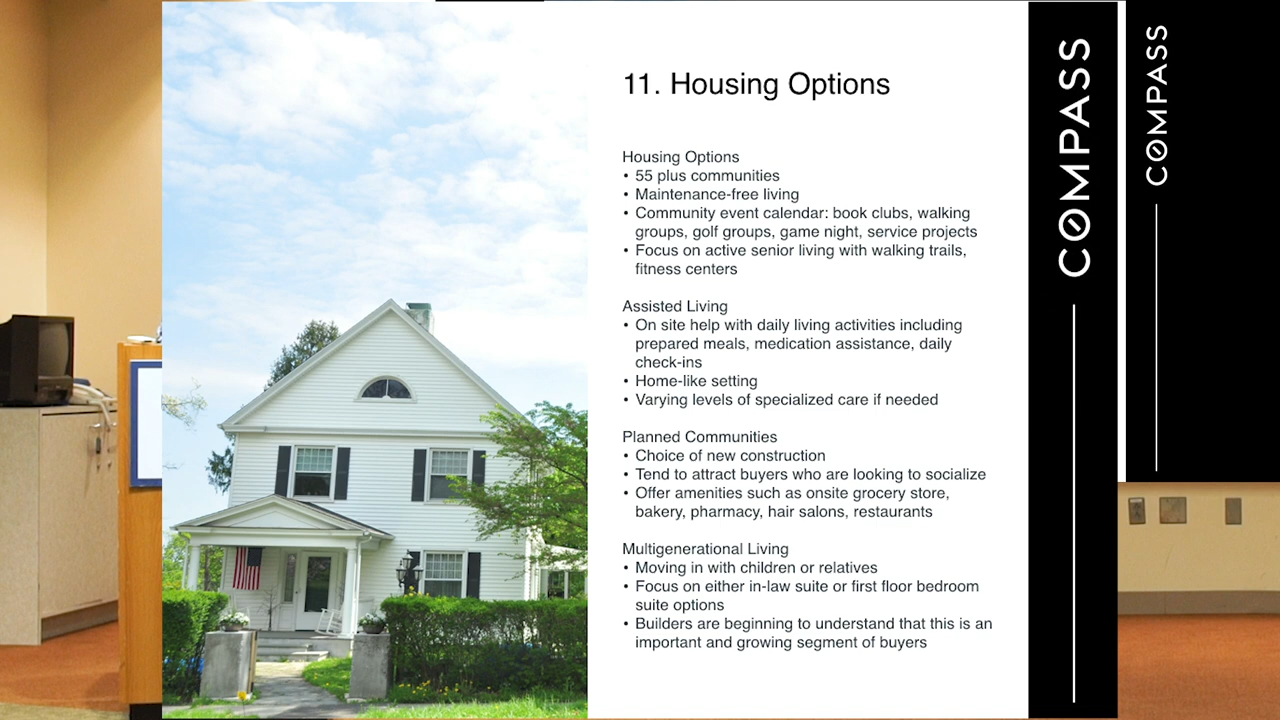 11. Housing Options
Housing Options
• 55 plus communities
• Maintenance-free living
• Community event calendar: book clubs, walking
groups, golf groups, game night, service projects
• Focus on active senior living with walking trails,
fitness centers
Assisted Living
• On site help with daily living activities including
prepared meals, medication assistance, daily
check-ins
• Home-like setting
• Varying levels of specialized care if needed
Planned Communities
• Choice of new construction
• Tend to attract buyers who are looking to socialize
• Offer amenities such as onsite grocery store,
bakery, pharmacy, hair salons, restaurants
Multigenerational Living
• Moving in with children or relatives
• Focus on either in-law suite or first floor bedroom
suite options
• Builders are beginning to understand that this is an
important and growing segment of buyers
COMPASS
COMPASS